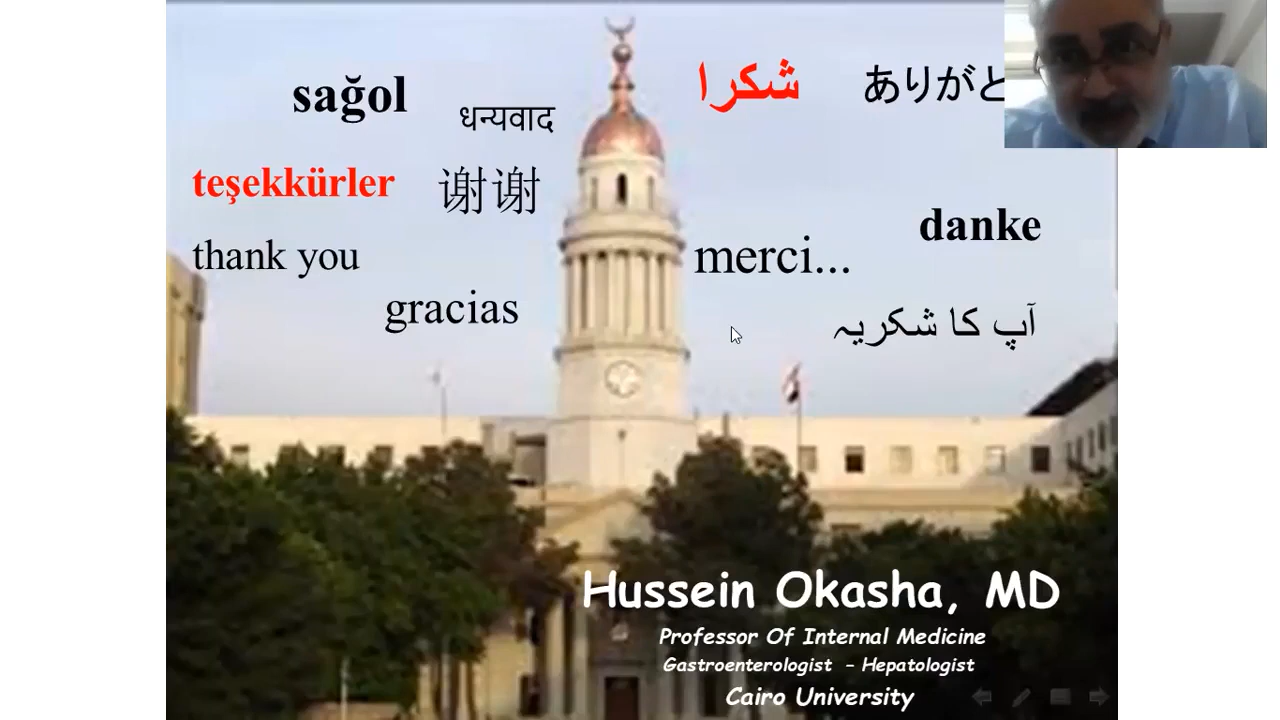 sağol
धन्यवाद
شكرا
ありがと
teşekkürler
谢谢
danke
thank you
merci...
gracias
آپ کا شکریہ
Hussein Okasha, MD
Professor Of Internal Medicine
Gastroenterologist - Hepatologist
Cairo University